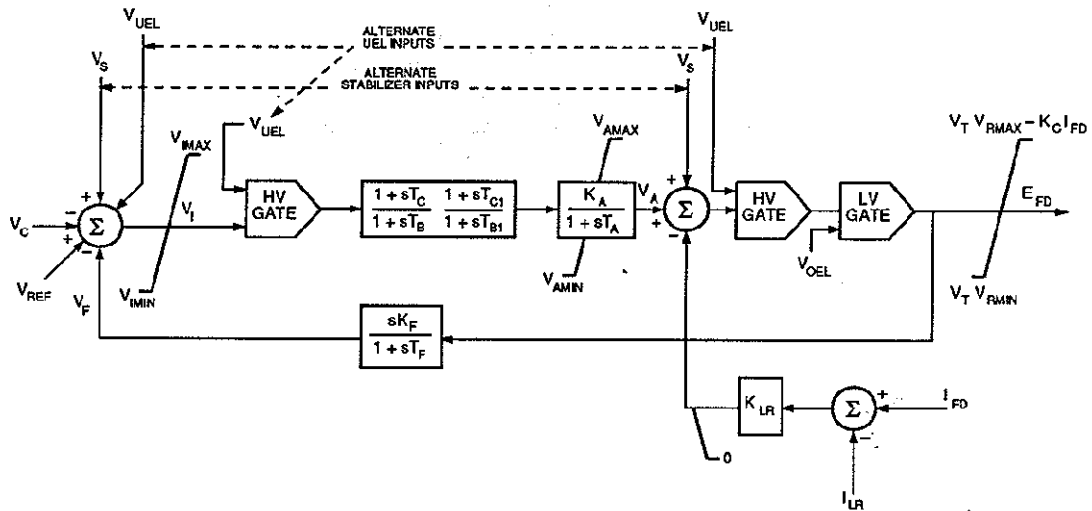 V_UEL
ALTERNATE
UEL INPUTS
V_UEL
V_S
ALTERNATE
STABILIZER INPUTS
V_S
V_IMAX
V_UEL
V_AMAX
V_T V_RMAX – K_C I_FD
+
–
V_C
+
Σ
–
V_I
HV
GATE
1 + sT_C 1 + sT_C1
1 + sT_B 1 + sT_B1
K_A
1 + sT_A
V_A
+
+
Σ
–
HV
GATE
LV
GATE
E_FD
V_REF
V_F
V_IMIN
V_AMIN
V_OEL
V_T V_RMIN
sK_F
1 + sT_F
K_LR
Σ
+
–
I_FD
0
I_LR